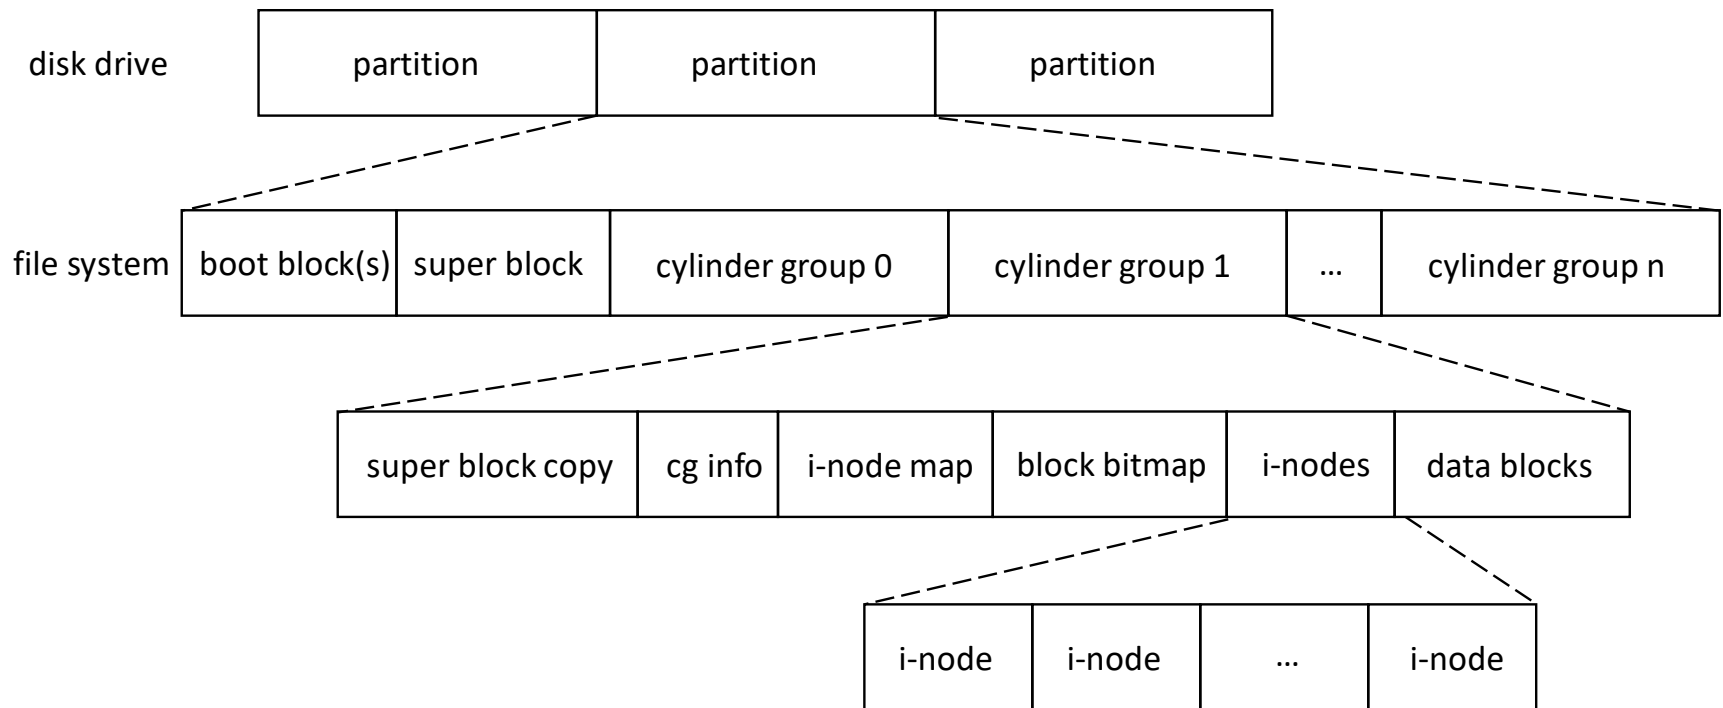 disk drive partition partition partition
file system boot block(s) super block cylinder group 0 cylinder group 1 ... cylinder group n
super block copy cg info i-node map block bitmap i-nodes data blocks
i-node i-node ... i-node